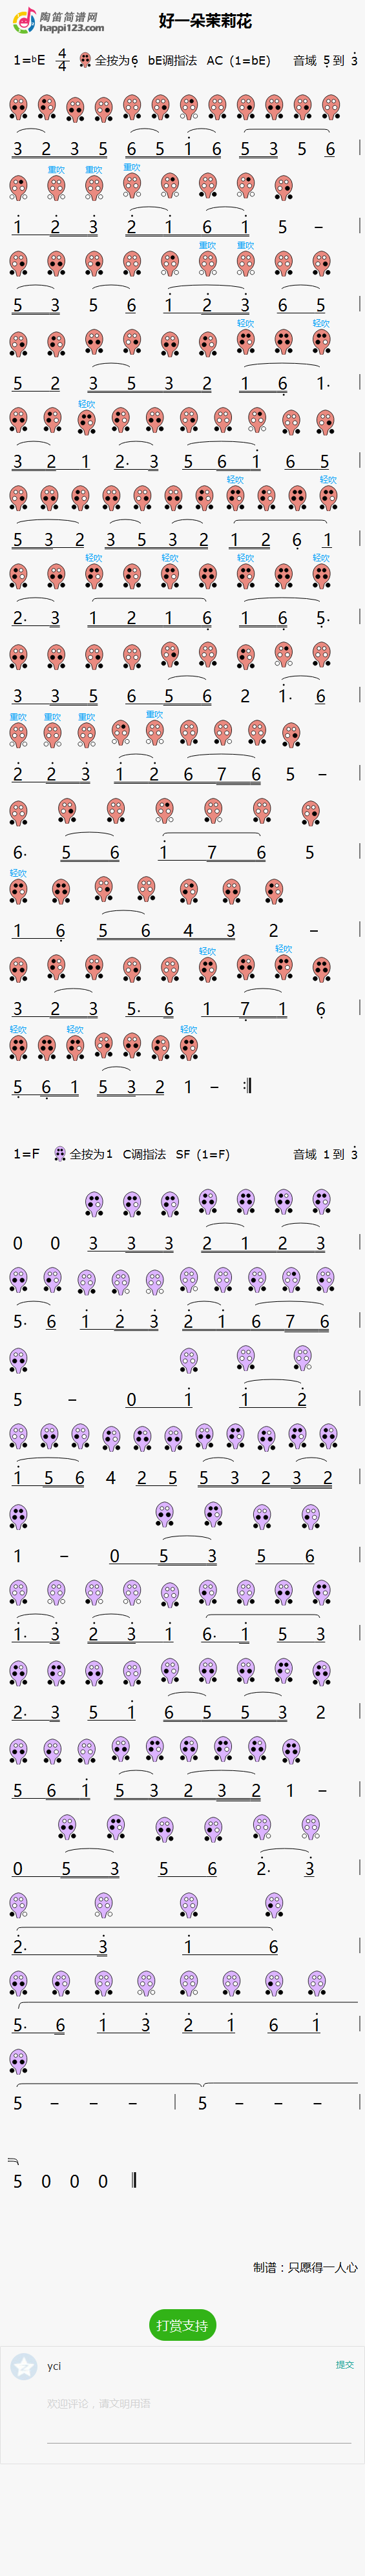 陶笛简谱网
happi123.com
好一朵茉莉花
1=ᵇE 4/4 全按为6̣ bE调指法 AC (1=bE) 音域 5̣ 到 3̇
3 2 3 5 6 5 1̇ 6 5 3 5 6 |
重吹 重吹 重吹
1̇ 2̇ 3̇ 2̇ 1̇ 6 1̇ 5 – |
重吹 重吹
5 3 5 6 1̇ 2̇ 3̇ 6 5 |
轻吹 轻吹
5 2 3 5 3 2 1 6̣ 1·
轻吹
3 2 1 2· 3 5 6 1̇ 6 5 |
轻吹 轻吹
5 3 2 3 5 3 2 1 2 6̣ 1 |
轻吹 轻吹 轻吹 轻吹
2· 3 1 2 1 6̣ 1 6̣ 5̣· |
3 3 5 6 5 6 2 1̇· 6 |
重吹 重吹 重吹 重吹
2̇ 2̇ 3̇ 1̇ 2̇ 6 7 6 5 – |
6· 5 6 1̇ 7 6 5 |
轻吹
1 6̣ 5 6 4 3 2 – |
轻吹 轻吹
3 2 3 5· 6 1 7̣ 1 6̣ |
轻吹 轻吹 轻吹
5̣ 6̣ 1 5 3 2 1 – :‖
1=F 全按为1 C调指法 SF (1=F) 音域 1 到 3̇
0 0 3 3 3 2 1 2 3 |
5· 6 1̇ 2̇ 3̇ 2̇ 1̇ 6 7 6 |
5 – 0 1̇ 1̇ 2̇ |
1̇ 5 6 4 2 5 5 3 2 3 2 |
1 – 0 5 3 5 6 |
1̇· 3̇ 2̇ 3̇ 1̇ 6· 1̇ 5 3 |
2· 3 5 1̇ 6 5 5 3 2 |
5 6 1̇ 5 3 2 3 2 1 – |
0 5 3 5 6 2̇· 3̇ |
2̇· 3̇ 1̇ 6 |
5· 6 1̇ 3̇ 2̇ 1̇ 6 1̇ |
5 – – – | 5 – – – |
5 0 0 0 ‖
制谱：只愿得一人心
打赏支持
yci 提交
欢迎评论，请文明用语